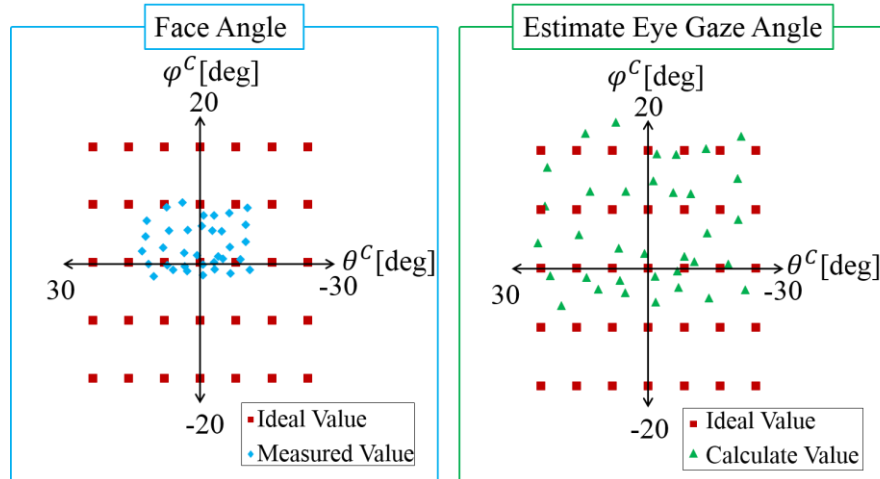 Face Angle
φᶜ[deg]
20
θᶜ[deg]
30
-30
-20
Ideal Value
Measured Value
Estimate Eye Gaze Angle
φᶜ[deg]
20
θᶜ[deg]
30
-30
-20
Ideal Value
Calculate Value